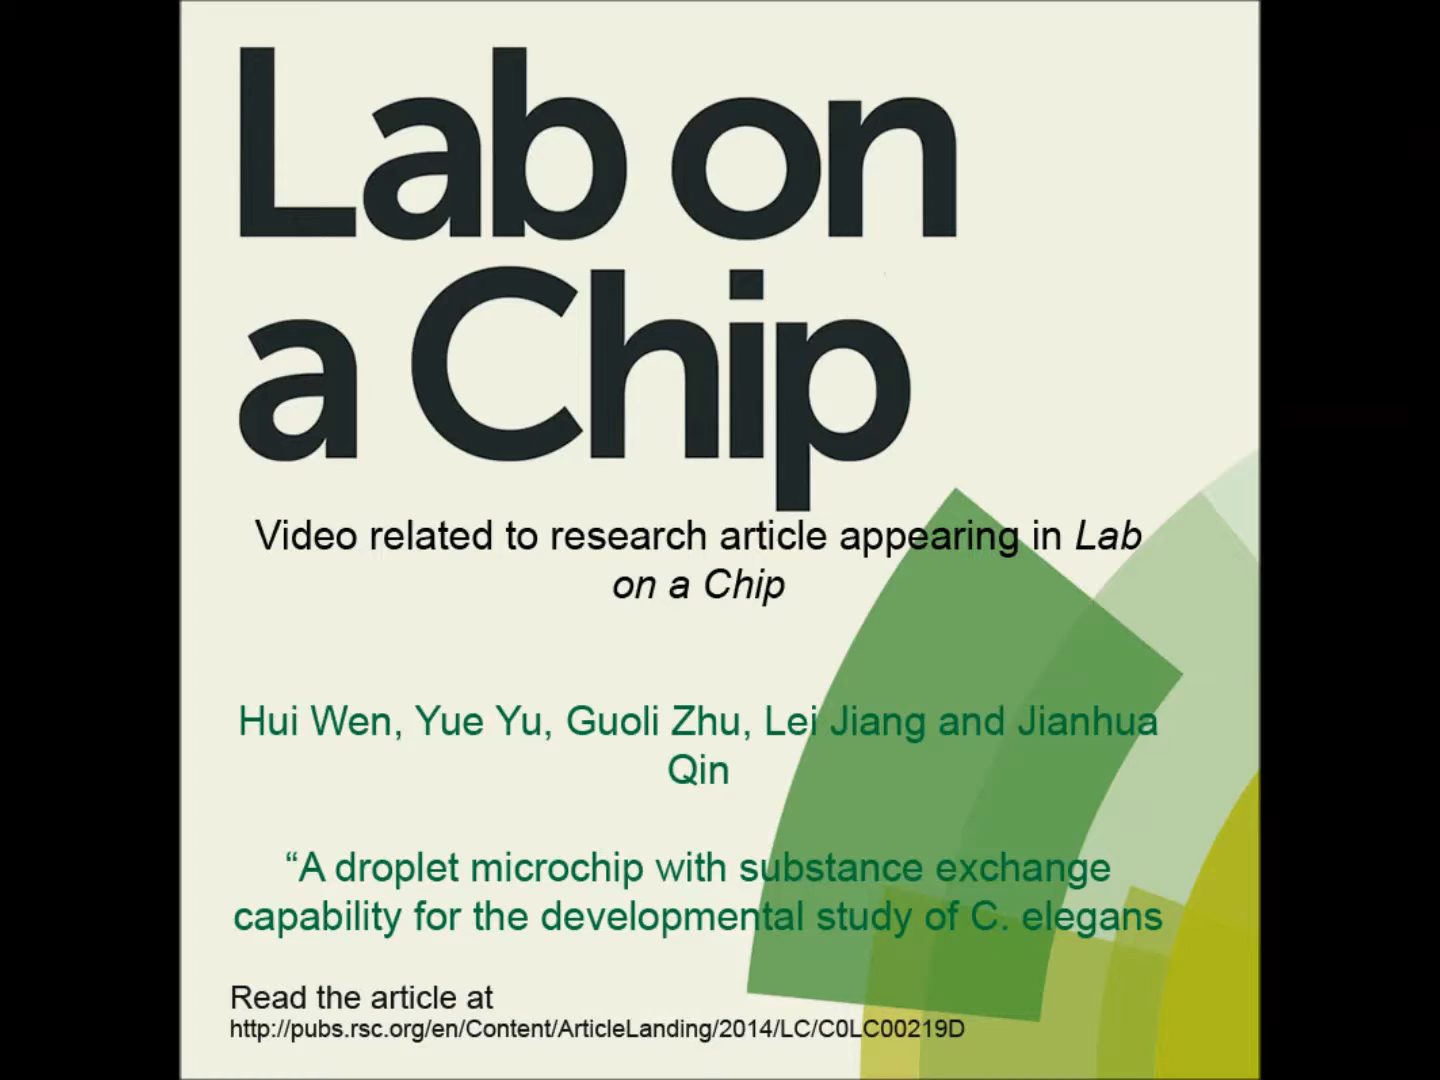 Lab on
a Chip
Video related to research article appearing in Lab
on a Chip
Hui Wen, Yue Yu, Guoli Zhu, Lei Jiang and Jianhua
Qin
“A droplet microchip with substance exchange
capability for the developmental study of C. elegans
Read the article at
http://pubs.rsc.org/en/Content/ArticleLanding/2014/LC/C0LC00219D